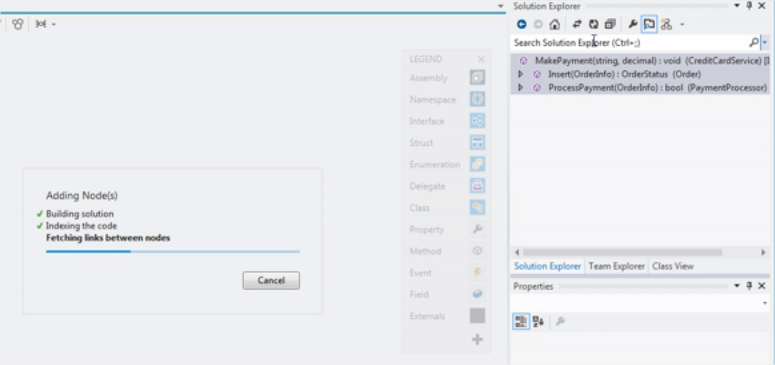 Solution Explorer
Search Solution Explorer (Ctrl+;)
MakePayment(string, decimal) : void (CreditCardService)
Insert(OrderInfo) : OrderStatus (Order)
ProcessPayment(OrderInfo) : bool (PaymentProcessor)
LEGEND
Assembly
Namespace
Interface
Struct
Enumeration
Delegate
Class
Property
Method
Event
Field
Externals
Adding Node(s)
Building solution
Indexing the code
Fetching links between nodes
Cancel
Solution Explorer Team Explorer Class View
Properties